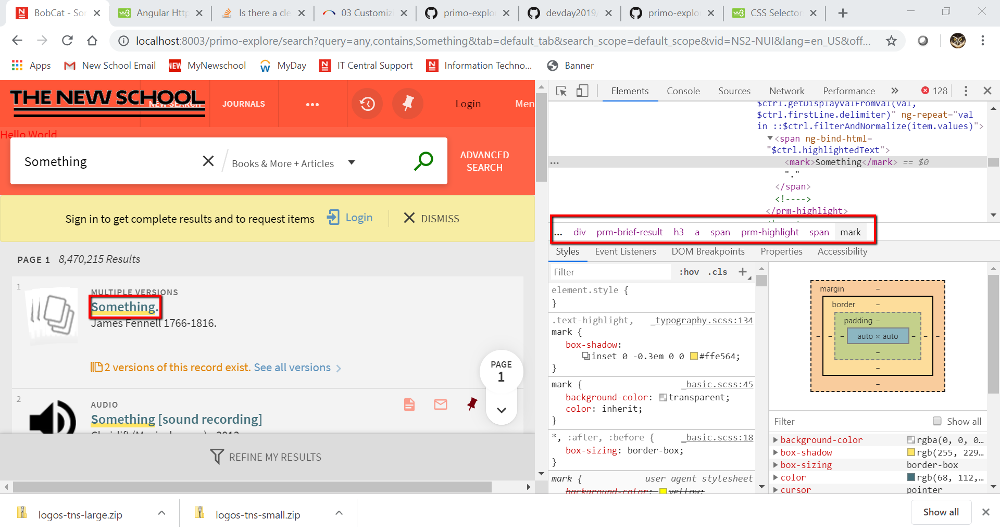 BobCat - Sor
Angular Http
Is there a cle
03 Customiz
primo-explo
devday2019/
primo-explo
CSS Selector
localhost:8003/primo-explore/search?query=any,contains,Something&tab=default_tab&search_scope=default_scope&vid=NS2-NUI&lang=en_US&off...
Apps
New School Email
MyNewschool
MyDay
IT Central Support
Information Techno...
Banner
THE NEW SCHOOL
NEW SEARCH
JOURNALS
Login
Men
Hello World
Something
Books & More + Articles
ADVANCED
SEARCH
Sign in to get complete results and to request items
Login
DISMISS
PAGE 1 8,470,215 Results
1
MULTIPLE VERSIONS
Something.
James Fennell 1766-1816.
2 versions of this record exist. See all versions
PAGE
1
2
AUDIO
Something [sound recording]
REFINE MY RESULTS
Elements
Console
Sources
Network
Performance
»
128
$ctrl.getDisplayValFromVal(val,
$ctrl.firstLine.delimiter)" ng-repeat="val
in ::$ctrl.filterAndNormalize(item.values)">
<span ng-bind-html=
"$ctrl.highlightedText">
... <mark>Something</mark> == $0
"."
</span>
<!---->
</prm-highlight>
... div prm-brief-result h3 a span prm-highlight span mark
Styles
Event Listeners
DOM Breakpoints
Properties
Accessibility
Filter
:hov .cls +
element.style {
}
.text-highlight, _typography.scss:134
mark {
box-shadow:
inset 0 -0.3em 0 0 #ffe564;
}
mark { _basic.scss:45
background-color: transparent;
color: inherit;
}
*, :after, :before { _basic.scss:18
box-sizing: border-box;
}
mark { user agent stylesheet
background-color: yellow;
margin –
border –
padding –
– – – auto × auto – – –
–
–
–
Filter
Show all
background-color rgba(0, 0, 0…
box-shadow rgb(255, 229…
box-sizing border-box
color rgb(68, 112,…
cursor pointer
logos-tns-large.zip
logos-tns-small.zip
Show all